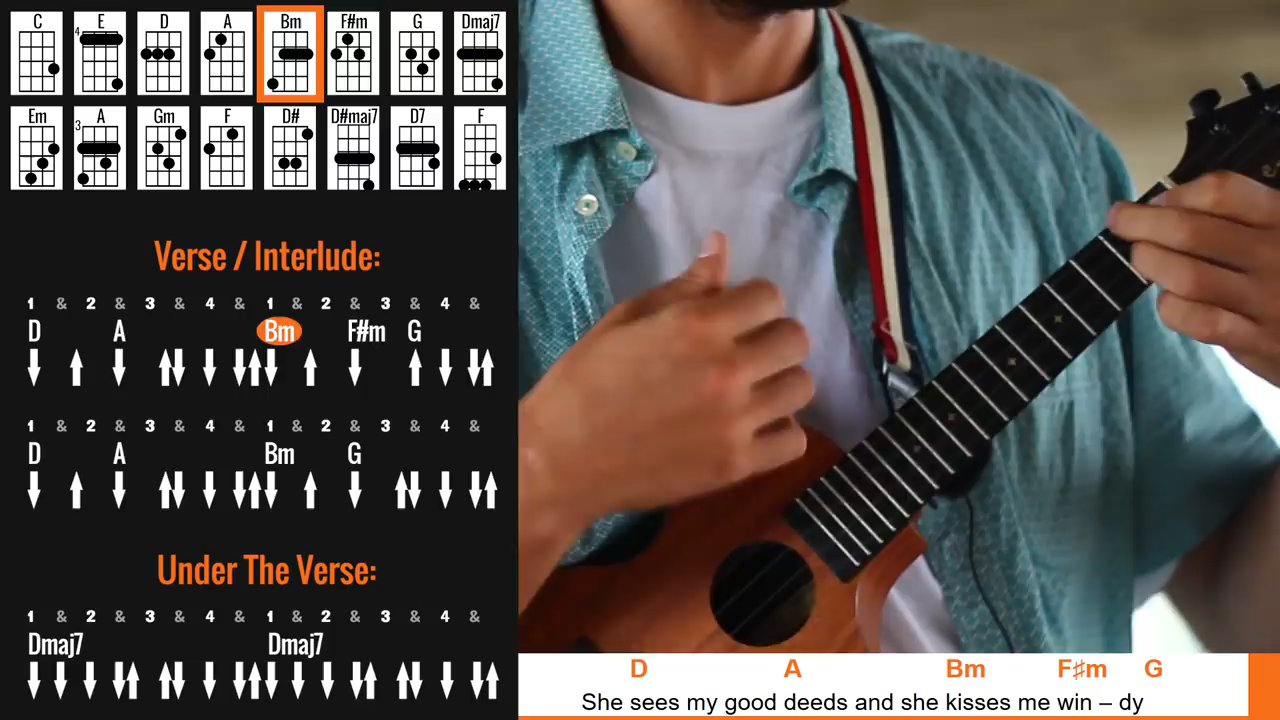 C E D A Bm F#m G Dmaj7
4
Em A Gm F D# D#maj7 D7 F
3
Verse / Interlude:
1 & 2 & 3 & 4 & 1 & 2 & 3 & 4 &
D A Bm F#m G
1 & 2 & 3 & 4 & 1 & 2 & 3 & 4 &
D A Bm G
Under The Verse:
1 & 2 & 3 & 4 & 1 & 2 & 3 & 4 &
Dmaj7 Dmaj7
D A Bm F♯m G
She sees my good deeds and she kisses me win – dy